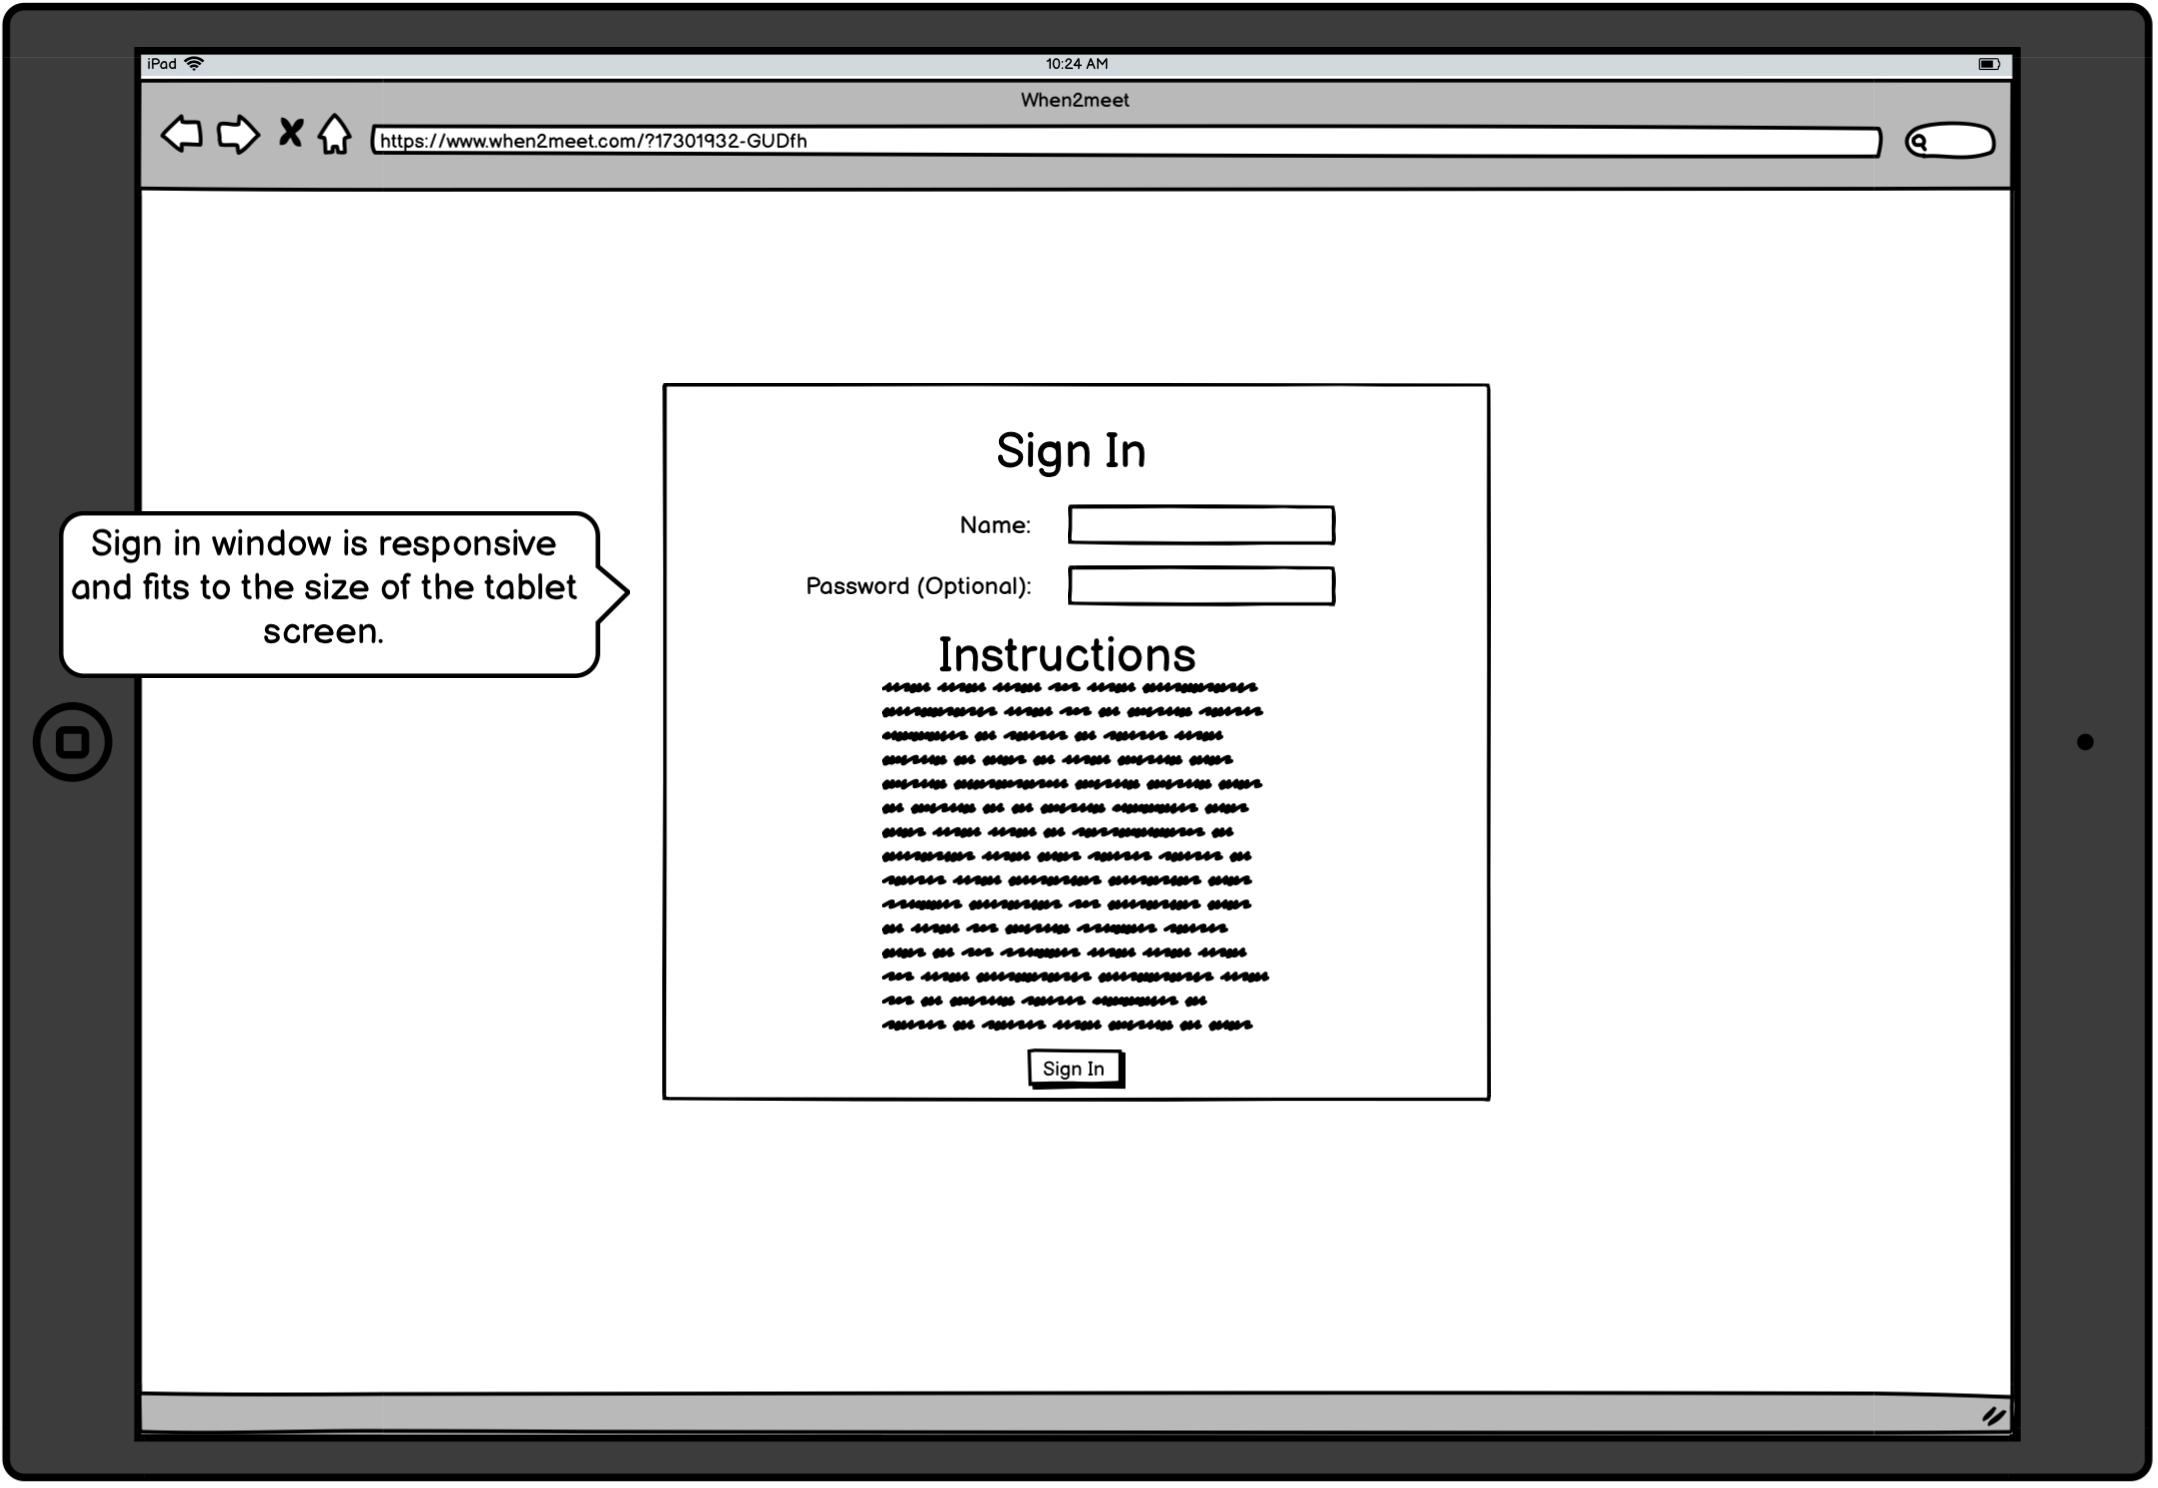 iPad
10:24 AM
When2meet
https://www.when2meet.com/?17301932-GUDfh
Sign In
Name:
Password (Optional):
Sign in window is responsive
and fits to the size of the tablet
screen.
Instructions
Sign In